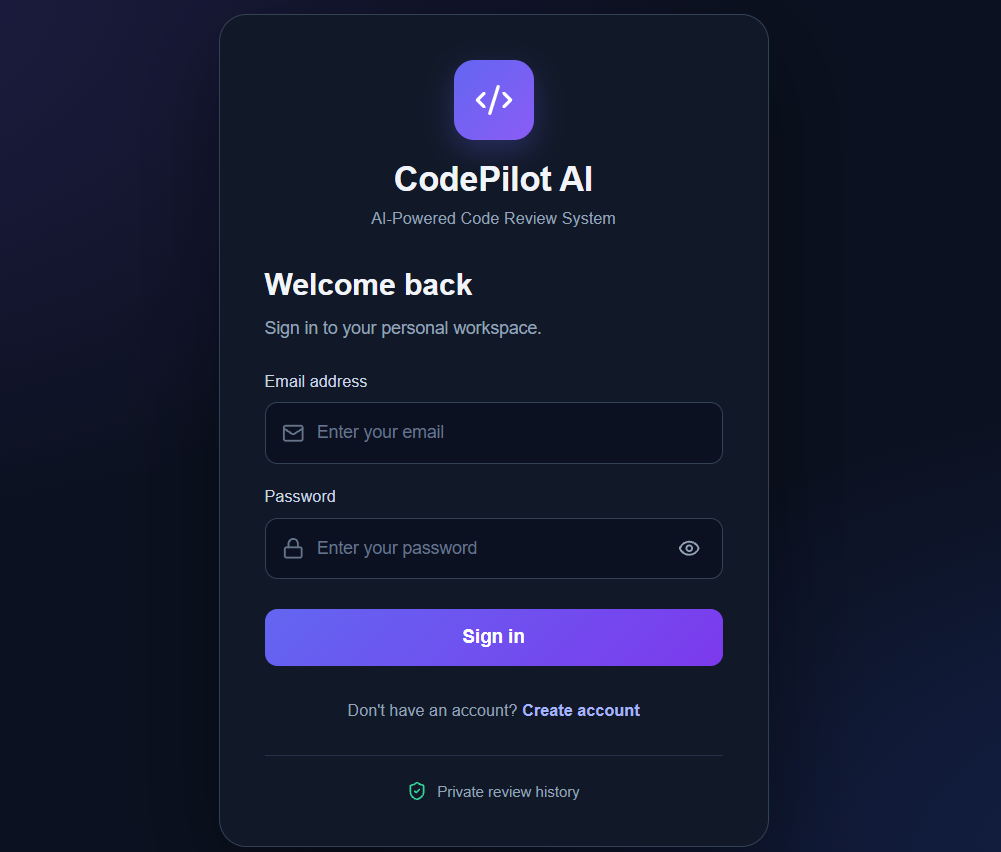 </>
CodePilot AI
AI-Powered Code Review System
Welcome back
Sign in to your personal workspace.
Email address
Enter your email
Password
Enter your password
Sign in
Don't have an account? Create account
Private review history